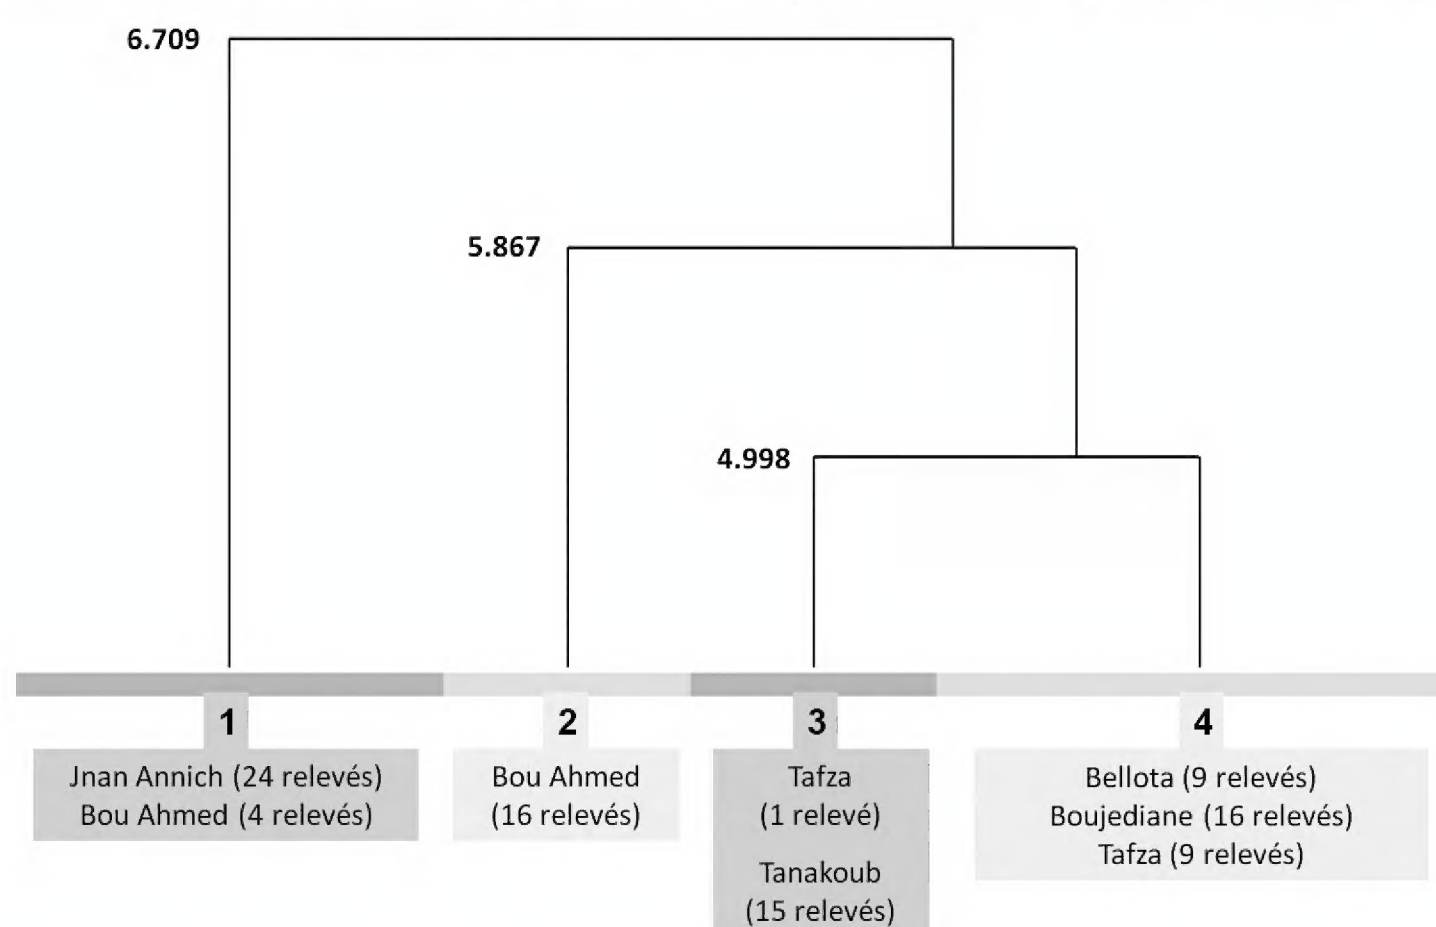 6.709
5.867
4.998
1
2
3
4
Jnan Annich (24 relevés)
Bou Ahmed (4 relevés)
Bou Ahmed
(16 relevés)
Tafza
(1 relevé)
Tanakoub
(15 relevés)
Bellota (9 relevés)
Boujediane (16 relevés)
Tafza (9 relevés)